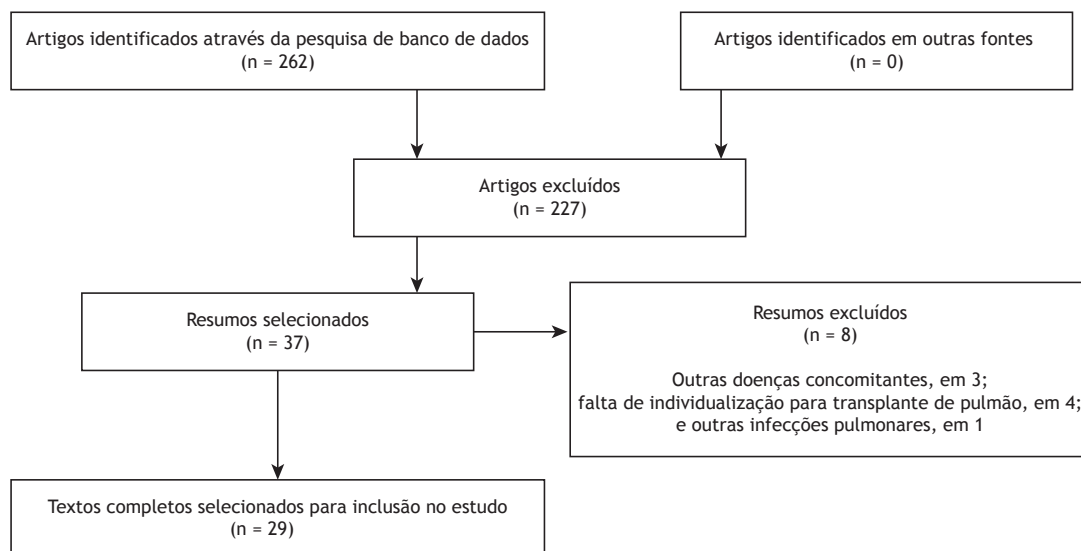 Artigos identificados através da pesquisa de banco de dados
(n = 262)
Artigos identificados em outras fontes
(n = 0)
Artigos excluídos
(n = 227)
Resumos selecionados
(n = 37)
Resumos excluídos
(n = 8)
Outras doenças concomitantes, em 3;
falta de individualização para transplante de pulmão, em 4;
e outras infecções pulmonares, em 1
Textos completos selecionados para inclusão no estudo
(n = 29)